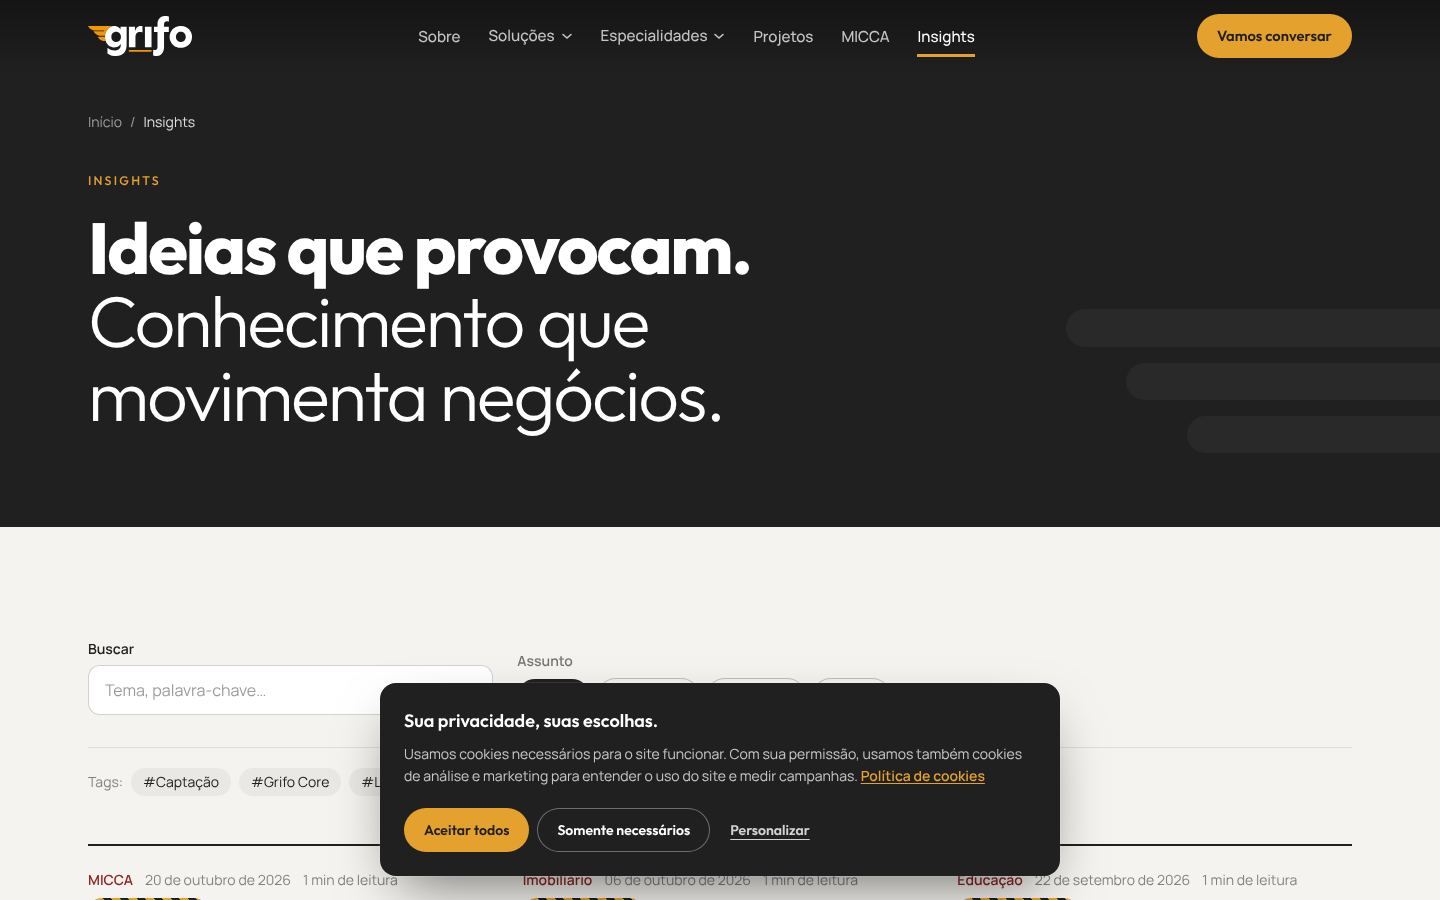 grifo
Sobre Soluções Especialidades Projetos MICCA Insights
Vamos conversar
Início / Insights
INSIGHTS
Ideias que provocam.
Conhecimento que
movimenta negócios.
Buscar
Assunto
Tema, palavra-chave...
Tags: #Captação #Grifo Core
Sua privacidade, suas escolhas.
Usamos cookies necessários para o site funcionar. Com sua permissão, usamos também cookies
de análise e marketing para entender o uso do site e medir campanhas. Política de cookies
Aceitar todos Somente necessários Personalizar
MICCA 20 de outubro de 2026 1 min de leitura
Imobiliário 06 de outubro de 2026 1 min de leitura
Educação 22 de setembro de 2026 1 min de leitura